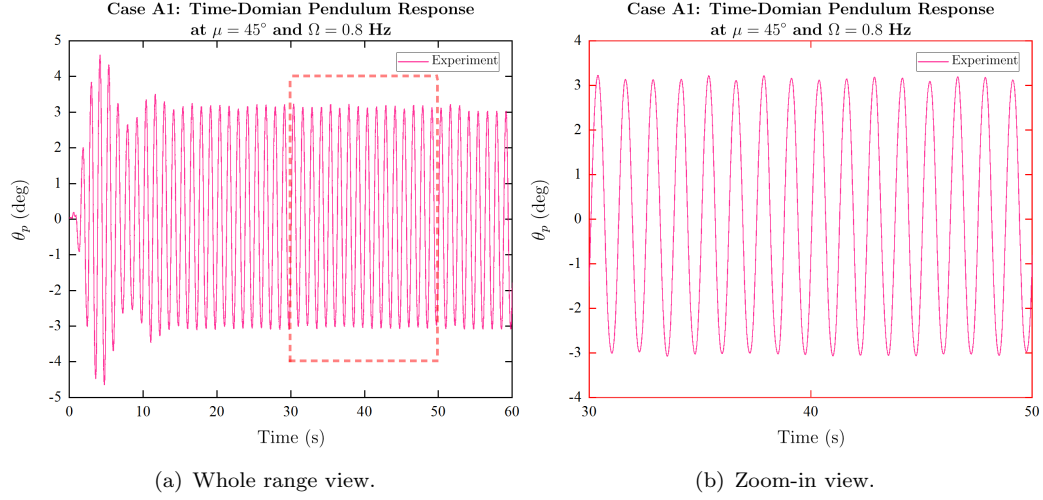 Case A1: Time-Domian Pendulum Response
at μ = 45° and Ω = 0.8 Hz
Experiment
5
4
3
2
1
0
-1
-2
-3
-4
-5
θp (deg)
0 10 20 30 40 50 60
Time (s)
(a) Whole range view.
Case A1: Time-Domian Pendulum Response
at μ = 45° and Ω = 0.8 Hz
Experiment
4
3
2
1
0
-1
-2
-3
-4
θp (deg)
30 40 50
Time (s)
(b) Zoom-in view.